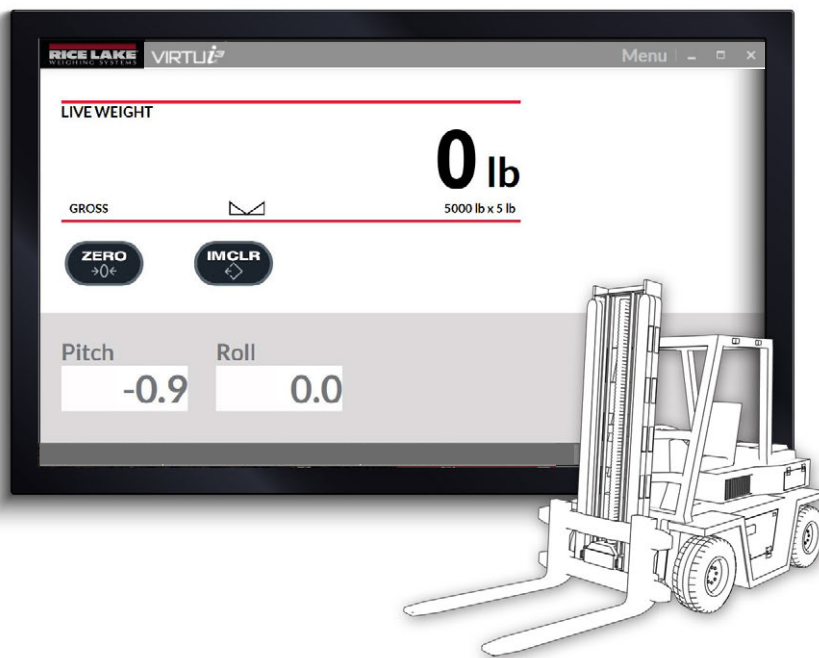 RICE LAKE VIRTUi³ Menu
WEIGHING SYSTEMS
LIVE WEIGHT
0 lb
GROSS 5000 lb x 5 lb
ZERO IMCLR
→0←
Pitch Roll
-0.9 0.0